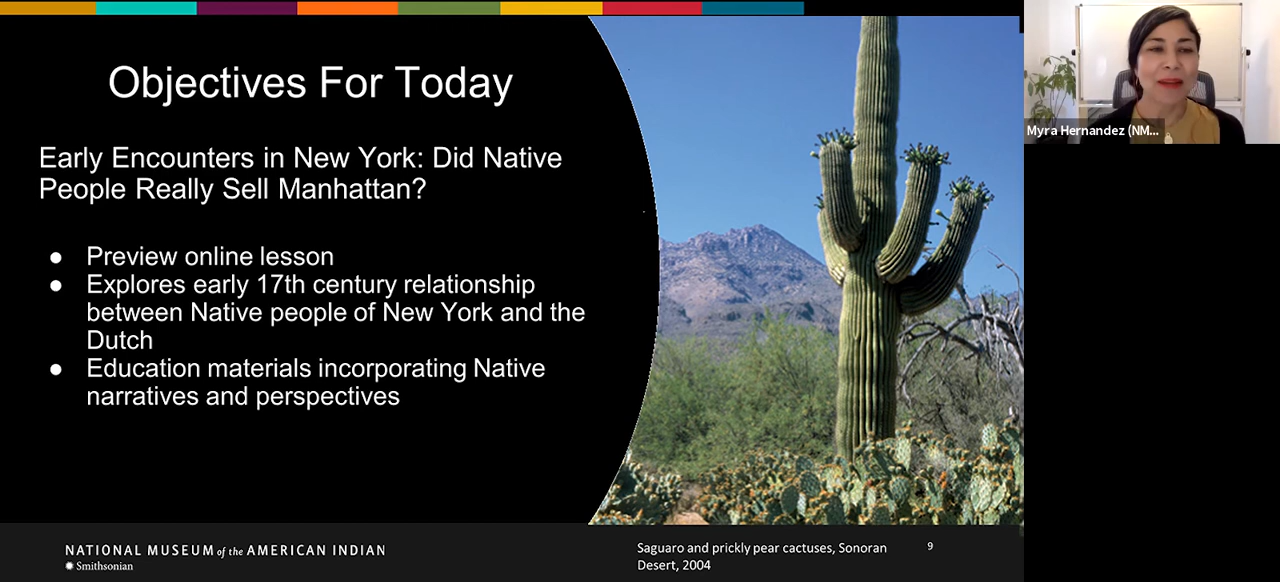 Objectives For Today
Early Encounters in New York: Did Native
People Really Sell Manhattan?
● Preview online lesson
● Explores early 17th century relationship
between Native people of New York and the
Dutch
● Education materials incorporating Native
narratives and perspectives
NATIONAL MUSEUM of the AMERICAN INDIAN
Smithsonian
Saguaro and prickly pear cactuses, Sonoran
Desert, 2004
9
Myra Hernandez (NM...